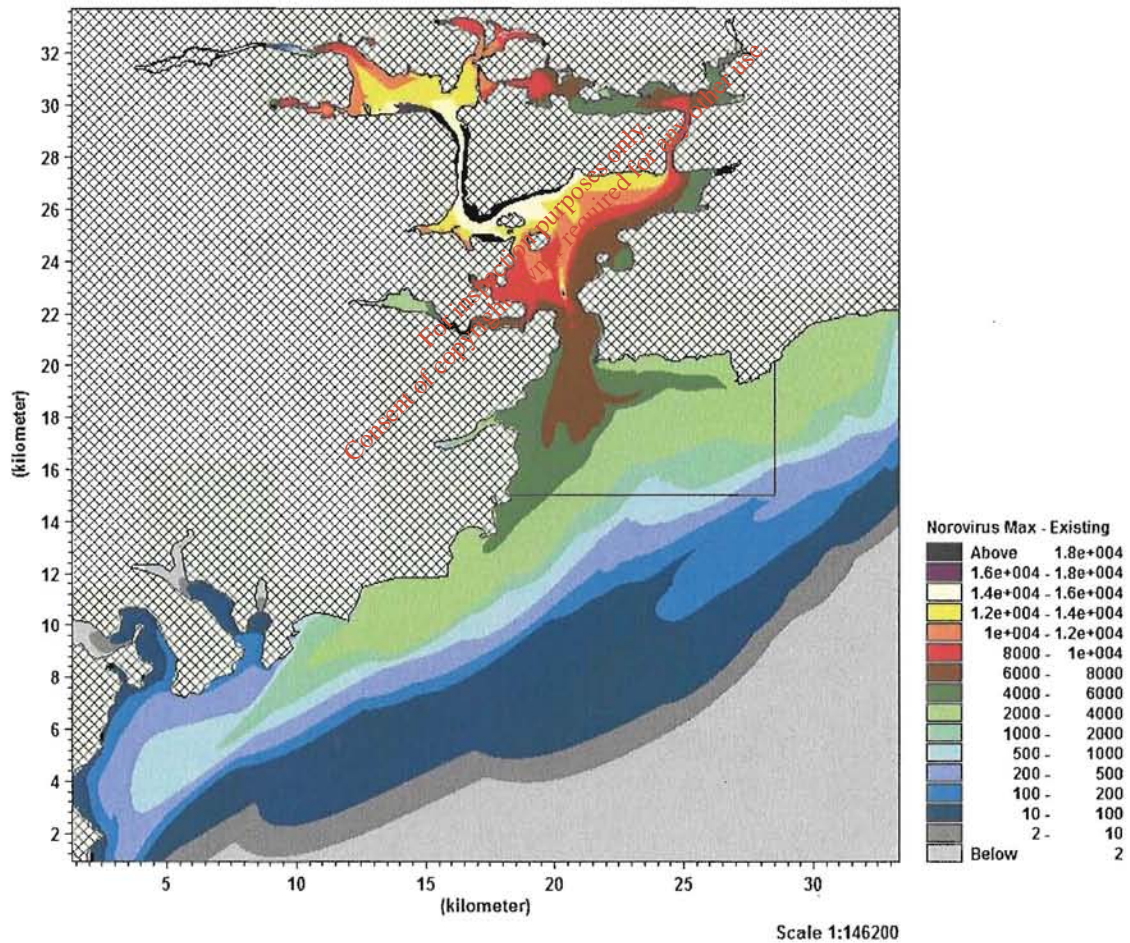 32
30
28
26
24
22
20
18
16
14
12
10
8
6
4
2
(kilometer)
5
10
15
20
25
30
(kilometer)
For inspection purposes only.
Consent of copyright owner required for any other use.
Norovirus Max - Existing
Above 1.8e+004
1.6e+004 - 1.8e+004
1.4e+004 - 1.6e+004
1.2e+004 - 1.4e+004
1e+004 - 1.2e+004
8000 - 1e+004
6000 - 8000
4000 - 6000
2000 - 4000
1000 - 2000
500 - 1000
200 - 500
100 - 200
10 - 100
2 - 10
Below 2
Scale 1:146200